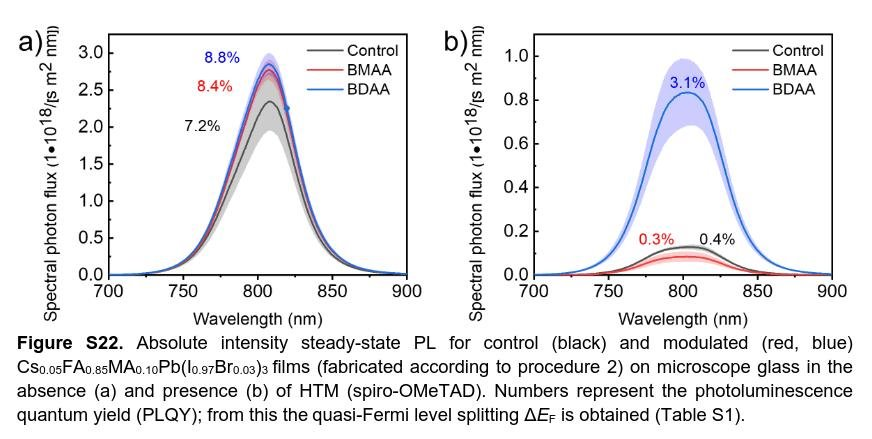 a)
Spectral photon flux (1•10¹⁸/[s m² nm])
3.0
2.5
2.0
1.5
1.0
0.5
0.0
8.8%
8.4%
7.2%
Control
BMAA
BDAA
700 750 800 850 900
Wavelength (nm)
b)
Spectral photon flux (1•10¹⁸/[s m² nm])
1.0
0.8
0.6
0.4
0.2
0.0
3.1%
0.3%
0.4%
Control
BMAA
BDAA
700 750 800 850 900
Wavelength (nm)
Figure S22. Absolute intensity steady-state PL for control (black) and modulated (red, blue)
Cs₀.₀₅FA₀.₈₅MA₀.₁₀Pb(I₀.₉₇Br₀.₀₃)₃ films (fabricated according to procedure 2) on microscope glass in the
absence (a) and presence (b) of HTM (spiro-OMeTAD). Numbers represent the photoluminescence
quantum yield (PLQY); from this the quasi-Fermi level splitting ΔEF is obtained (Table S1).